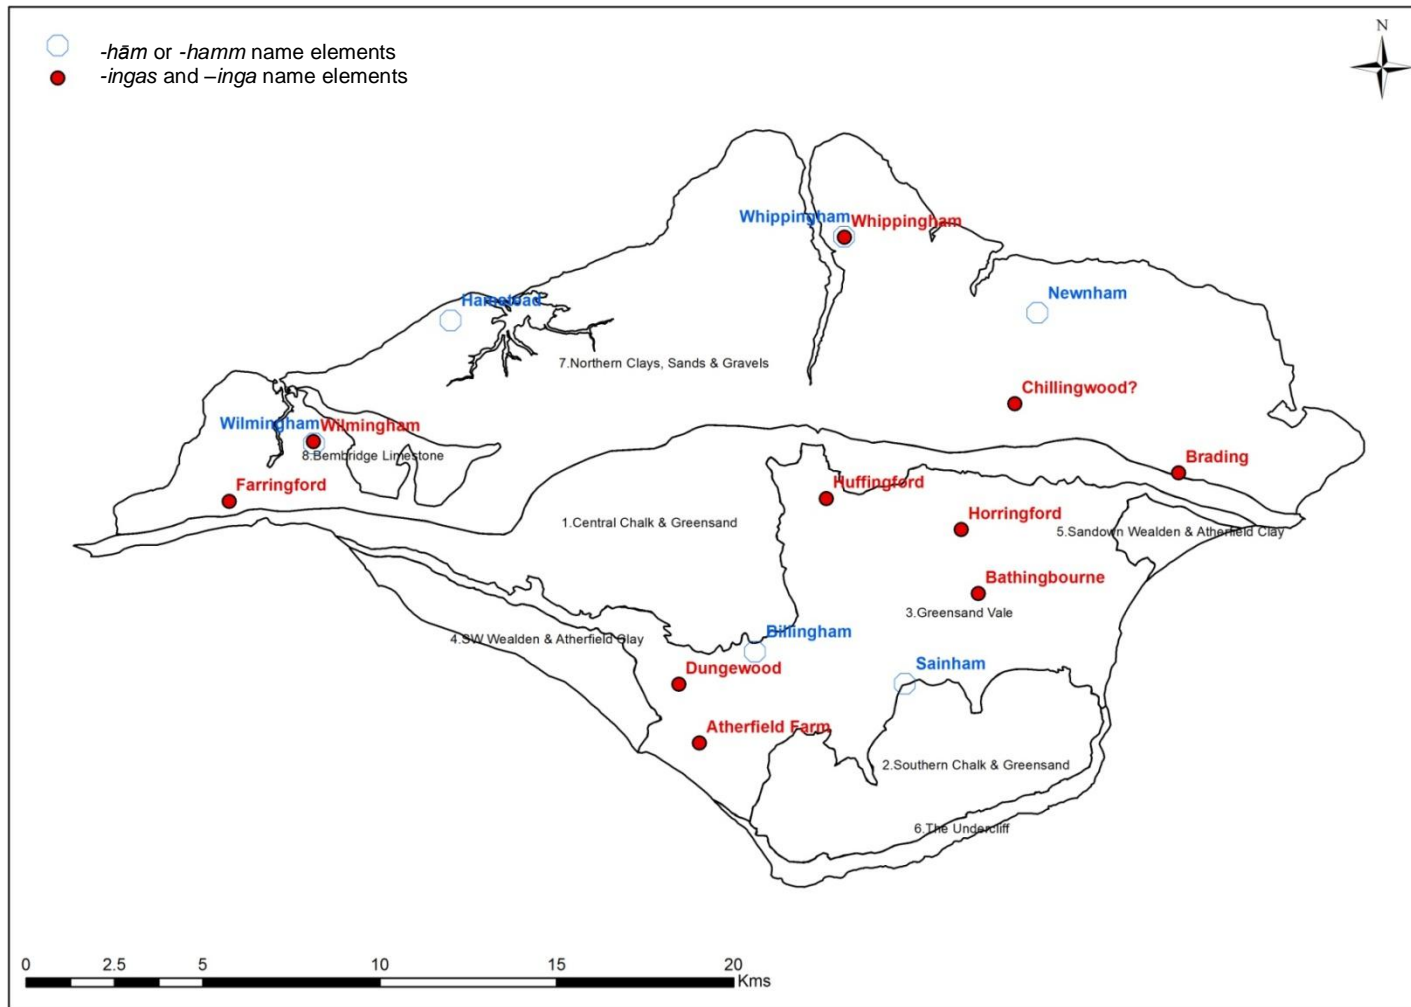 N
-hām or -hamm name elements
-ingas and –inga name elements
Whippingham Whippingham
Hamstead
Newnham
7.Northern Clays, Sands & Gravels
Chillingwood?
Wilmingham Wilmingham
8.Bembridge Limestone
Brading
Farringford
Huffingford
Horringford
1.Central Chalk & Greensand
5.Sandown Wealden & Atherfield Clay
Bathingbourne
3.Greensand Vale
4.SW Wealden & Atherfield Clay
Billingham
Sainham
Dungewood
Atherfield Farm
2.Southern Chalk & Greensand
6.The Undercliff
0 2.5 5 10 15 20
Kms